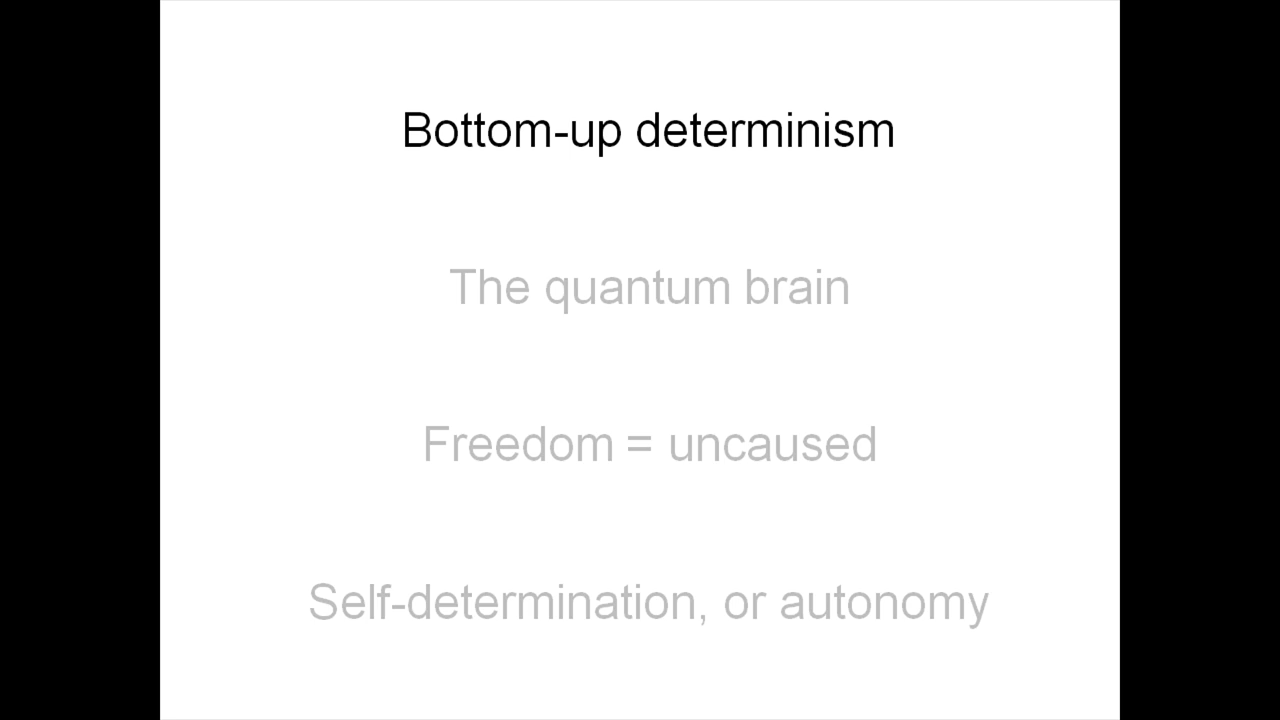 Bottom-up determinism
The quantum brain
Freedom = uncaused
Self-determination, or autonomy